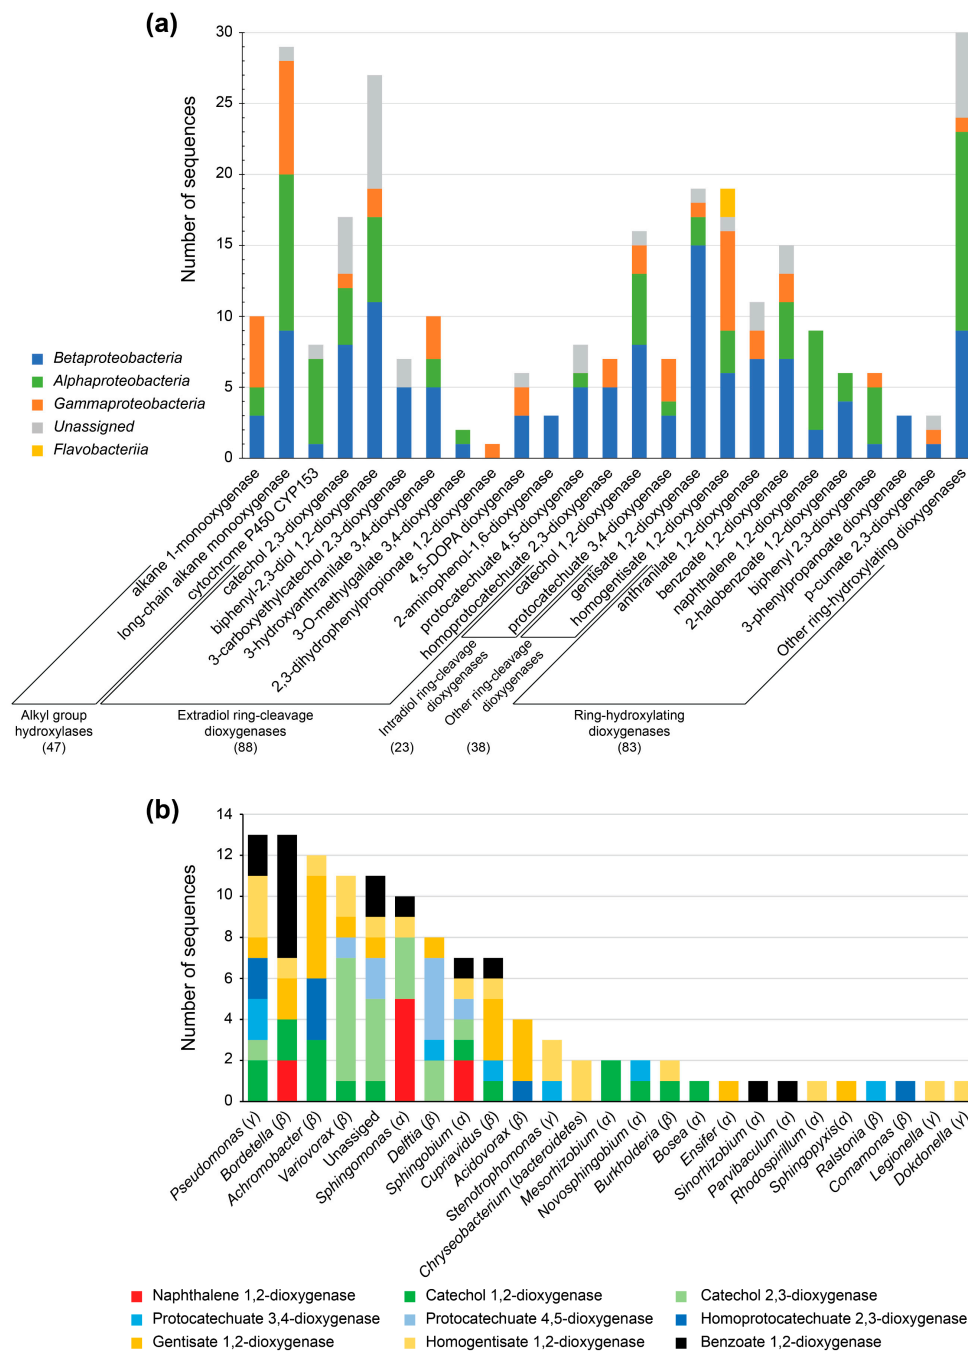 (a)
Number of sequences
30
25
20
15
10
5
0
Betaproteobacteria
Alphaproteobacteria
Gammaproteobacteria
Unassigned
Flavobacteriia
alkane 1-monooxygenase
long-chain alkane monooxygenase
cytochrome P450 CYP153
catechol 2,3-dioxygenase
biphenyl-2,3-diol 1,2-dioxygenase
3-carboxyethylcatechol 2,3-dioxygenase
3-hydroxyanthranilate 3,4-dioxygenase
3-O-methylgallate 3,4-dioxygenase
2,3-dihydrophenylpropionate 1,2-dioxygenase
4,5-DOPA dioxygenase
2-aminophenol-1,6-dioxygenase
protocatechuate 4,5-dioxygenase
homoprotocatechuate 2,3-dioxygenase
catechol 1,2-dioxygenase
protocatechuate 3,4-dioxygenase
gentisate 1,2-dioxygenase
homogentisate 1,2-dioxygenase
anthranilate 1,2-dioxygenase
benzoate 1,2-dioxygenase
naphthalene 1,2-dioxygenase
2-halobenzoate 1,2-dioxygenase
biphenyl 2,3-dioxygenase
3-phenylpropanoate dioxygenase
p-cumate 2,3-dioxygenase
Other ring-hydroxylating dioxygenases
Alkyl group
hydroxylases
(47)
Extradiol ring-cleavage
dioxygenases
(88)
Intradiol ring-cleavage
dioxygenases
(23)
Other ring-cleavage
dioxygenases
(38)
Ring-hydroxylating
dioxygenases
(83)
(b)
Number of sequences
14
12
10
8
6
4
2
0
Pseudomonas (γ)
Bordetella (β)
Achromobacter (β)
Variovorax (β)
Unassiged
Sphingomonas (α)
Delftia (β)
Sphingobium (α)
Cupriavidus (β)
Acidovorax (β)
Stenotrophomonas (γ)
Chryseobacterium (bacteroidetes)
Mesorhizobium (α)
Novosphingobium (α)
Burkholderia (β)
Bosea (α)
Ensifer (α)
Sinorhizobium (α)
Parvibaculum (α)
Rhodospirillum (α)
Sphingopyxis(α)
Ralstonia (β)
Comamonas (β)
Legionella (γ)
Dokdonella (γ)
Naphthalene 1,2-dioxygenase
Catechol 1,2-dioxygenase
Catechol 2,3-dioxygenase
Protocatechuate 3,4-dioxygenase
Protocatechuate 4,5-dioxygenase
Homoprotocatechuate 2,3-dioxygenase
Gentisate 1,2-dioxygenase
Homogentisate 1,2-dioxygenase
Benzoate 1,2-dioxygenase